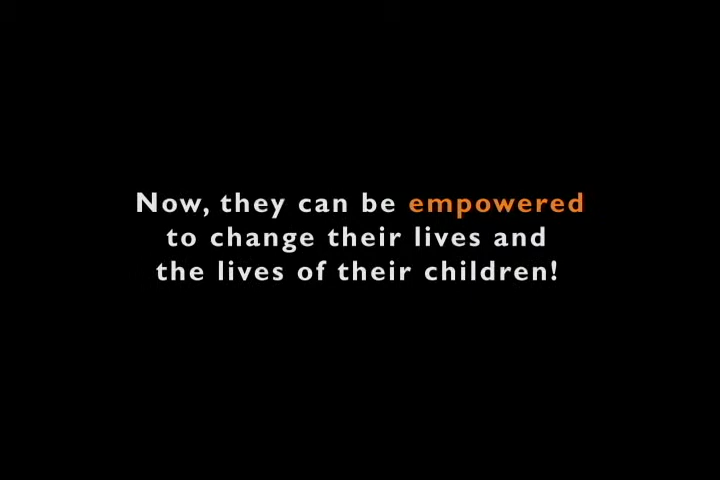 Now, they can be empowered
to change their lives and
the lives of their children!